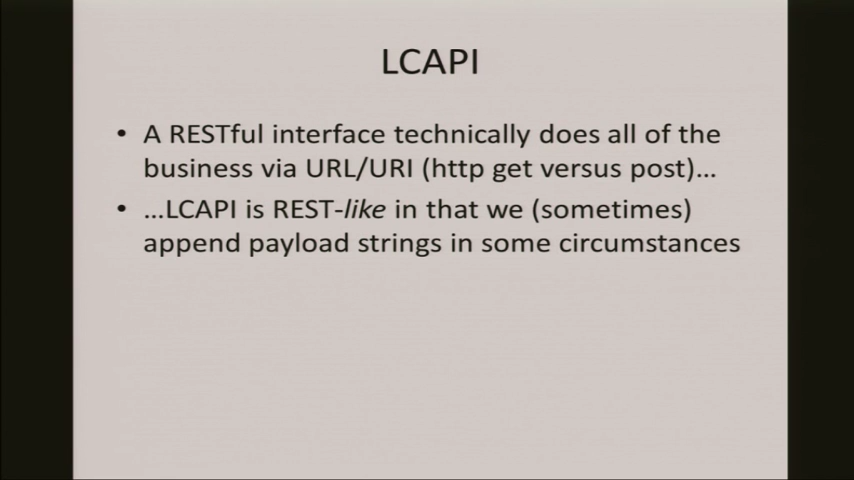 LCAPI
• A RESTful interface technically does all of the
business via URL/URI (http get versus post)...
• ...LCAPI is REST-like in that we (sometimes)
append payload strings in some circumstances